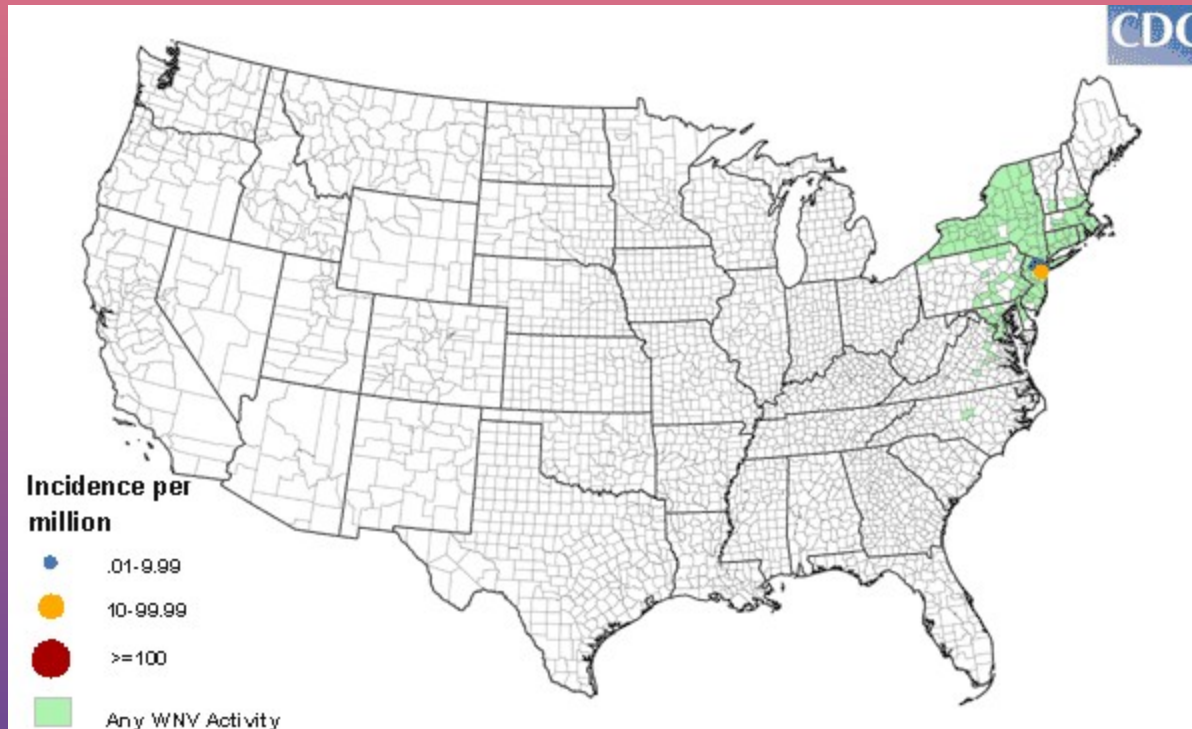 CDC
Incidence per
million
.01-9.99
10-99.99
>=100
Any WNV Activity